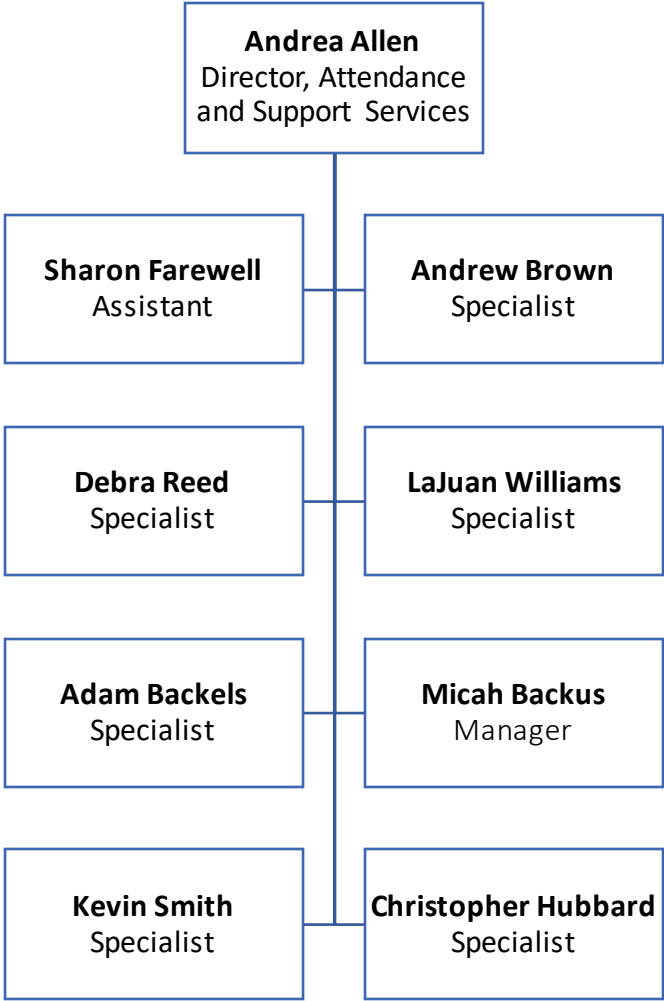 Andrea Allen
Director, Attendance
and Support Services
Sharon Farewell
Assistant
Andrew Brown
Specialist
Debra Reed
Specialist
LaJuan Williams
Specialist
Adam Backels
Specialist
Micah Backus
Manager
Kevin Smith
Specialist
Christopher Hubbard
Specialist